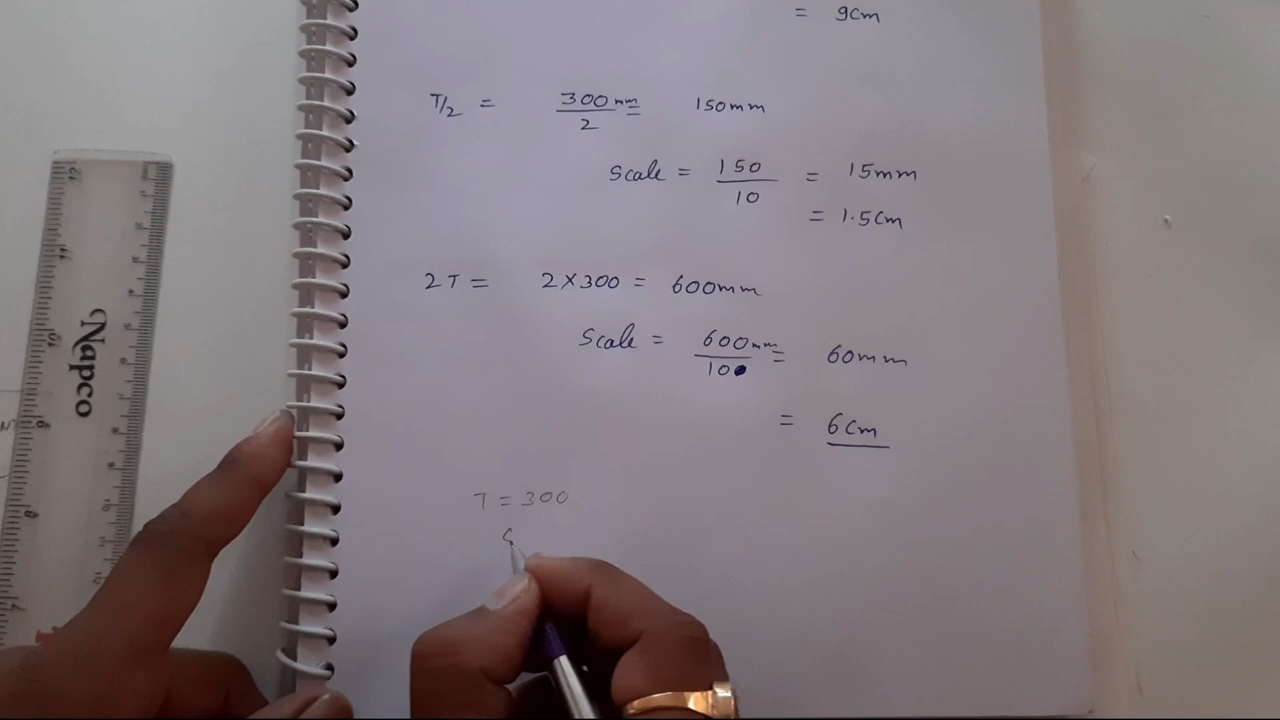 = 9cm
T/2 = 300mm/2 = 150mm
Scale = 150/10 = 15mm
= 1.5cm
2T = 2×300 = 600mm
Scale = 600mm/10 = 60mm
= 6cm
T = 300
S
Napco